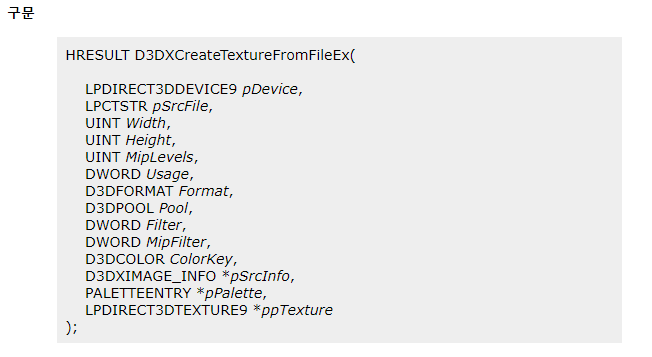 구문
HRESULT D3DXCreateTextureFromFileEx(
LPDIRECT3DDEVICE9 pDevice,
LPCTSTR pSrcFile,
UINT Width,
UINT Height,
UINT MipLevels,
DWORD Usage,
D3DFORMAT Format,
D3DPOOL Pool,
DWORD Filter,
DWORD MipFilter,
D3DCOLOR ColorKey,
D3DXIMAGE_INFO *pSrcInfo,
PALETTEENTRY *pPalette,
LPDIRECT3DTEXTURE9 *ppTexture
);